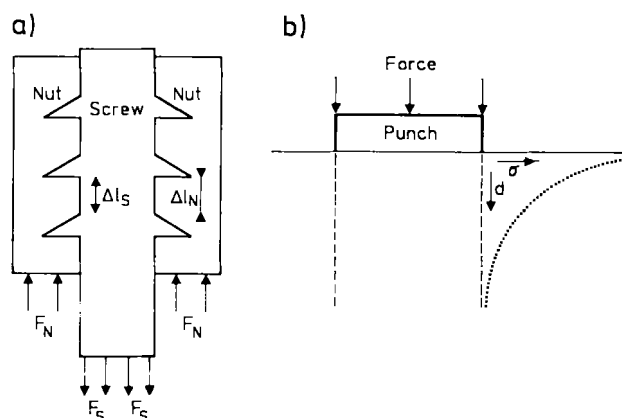 a)
Nut
Screw
Nut
Δl_S
Δl_N
F_N
F_N
F_S
F_S
b)
Force
Punch
σ
d